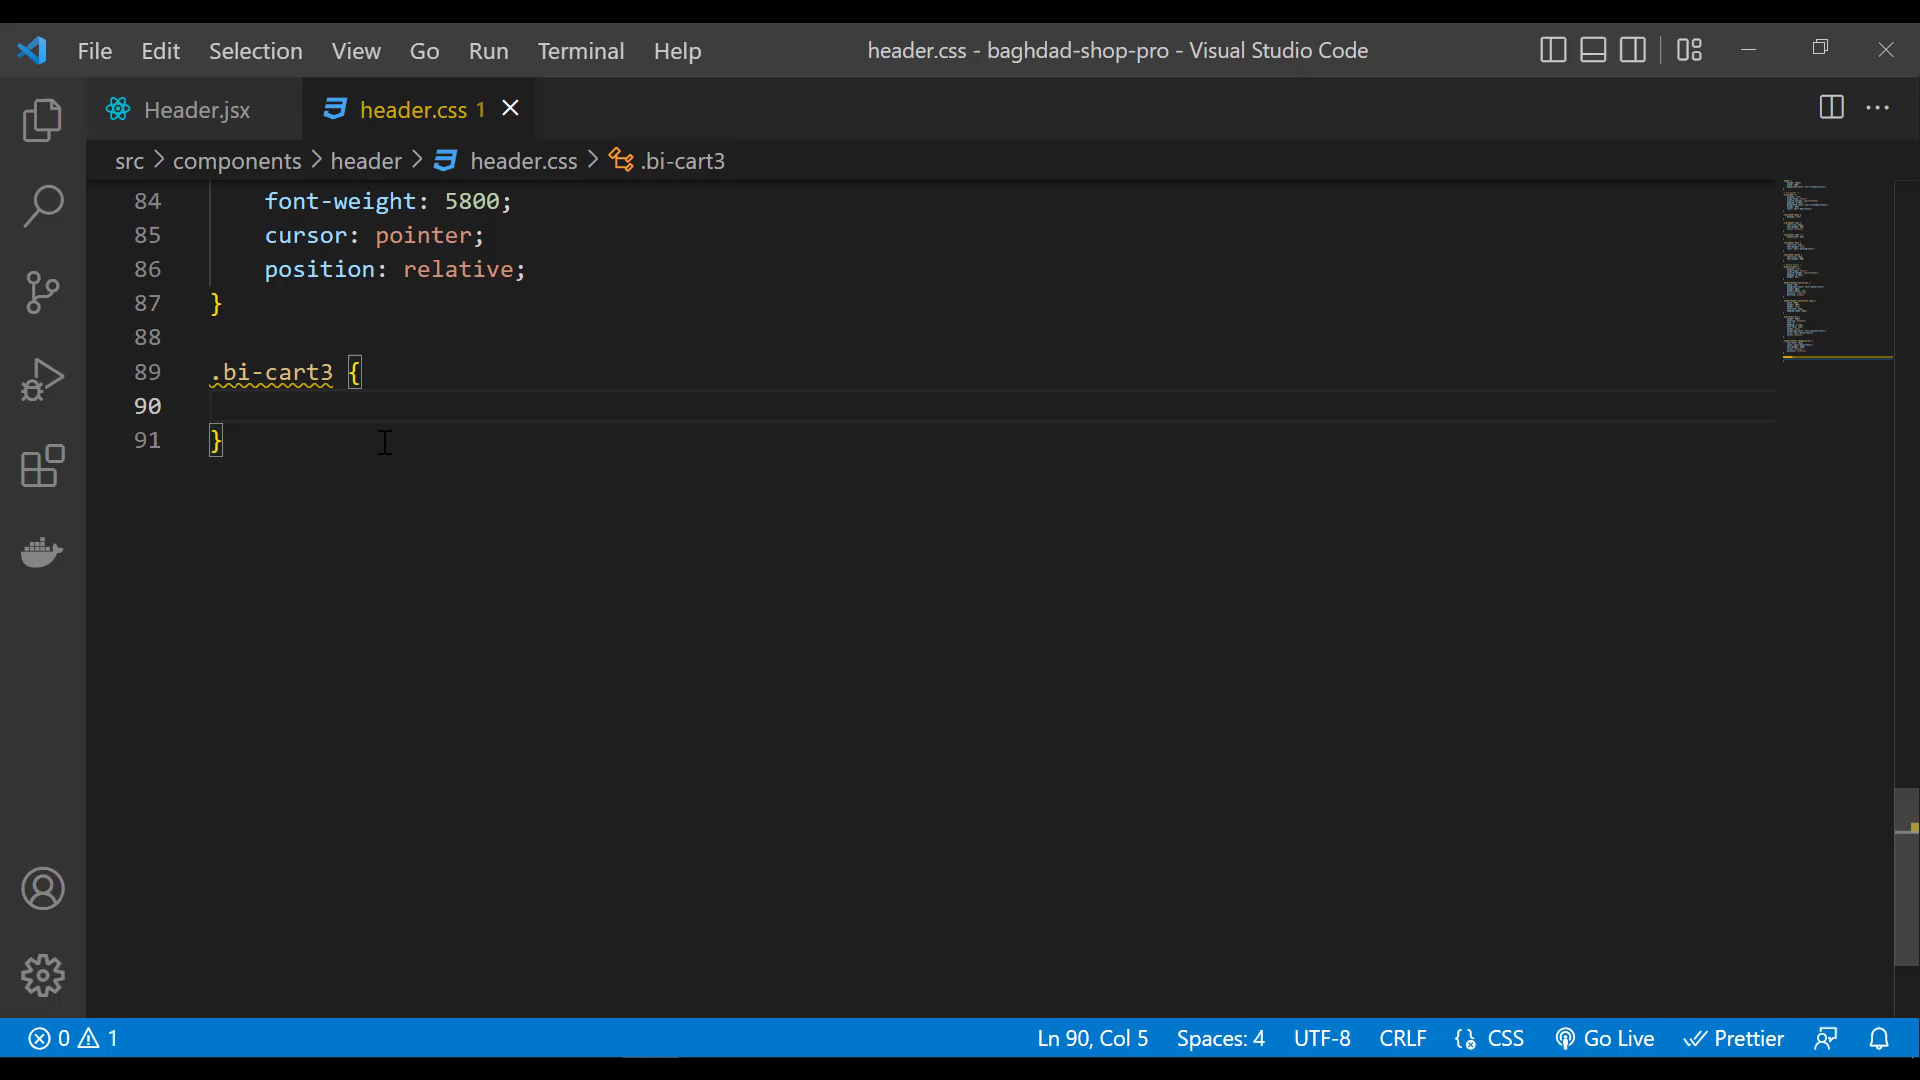 File Edit Selection View Go Run Terminal Help header.css - baghdad-shop-pro - Visual Studio Code
Header.jsx header.css 1
src > components > header > header.css > .bi-cart3
84 font-weight: 5800;
85 cursor: pointer;
86 position: relative;
87 }
88
89 .bi-cart3 {
90
91 }
0 1 Ln 90, Col 5 Spaces: 4 UTF-8 CRLF CSS Go Live Prettier